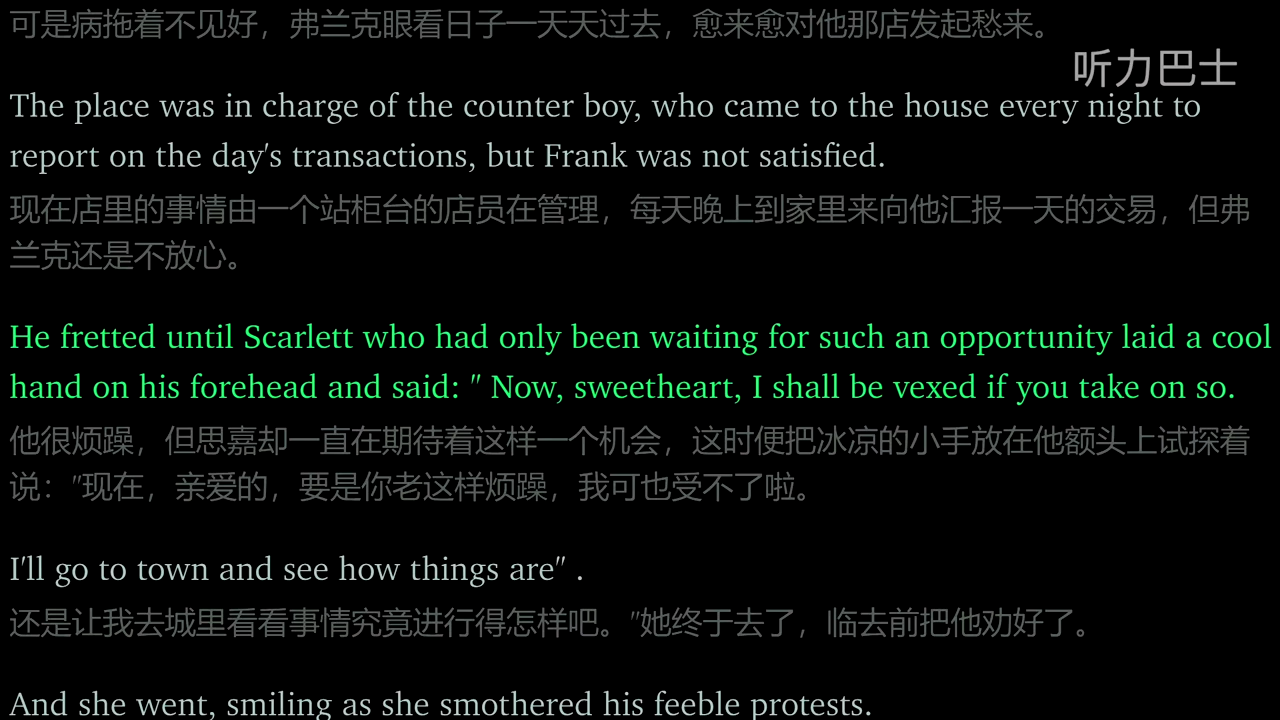 可是病拖着不见好，弗兰克眼看日子一天天过去，愈来愈对他那店发起愁来。
听力巴士
The place was in charge of the counter boy, who came to the house every night to
report on the day's transactions, but Frank was not satisfied.
现在店里的事情由一个站柜台的店员在管理，每天晚上到家里来向他汇报一天的交易，但弗
兰克还是不放心。
He fretted until Scarlett who had only been waiting for such an opportunity laid a cool
hand on his forehead and said: " Now, sweetheart, I shall be vexed if you take on so.
他很烦躁，但思嘉却一直在期待着这样一个机会，这时便把冰凉的小手放在他额头上试探着
说："现在，亲爱的，要是你老这样烦躁，我可也受不了啦。
I'll go to town and see how things are" .
还是让我去城里看看事情究竟进行得怎样吧。"她终于去了，临去前把他劝好了。
And she went, smiling as she smothered his feeble protests.